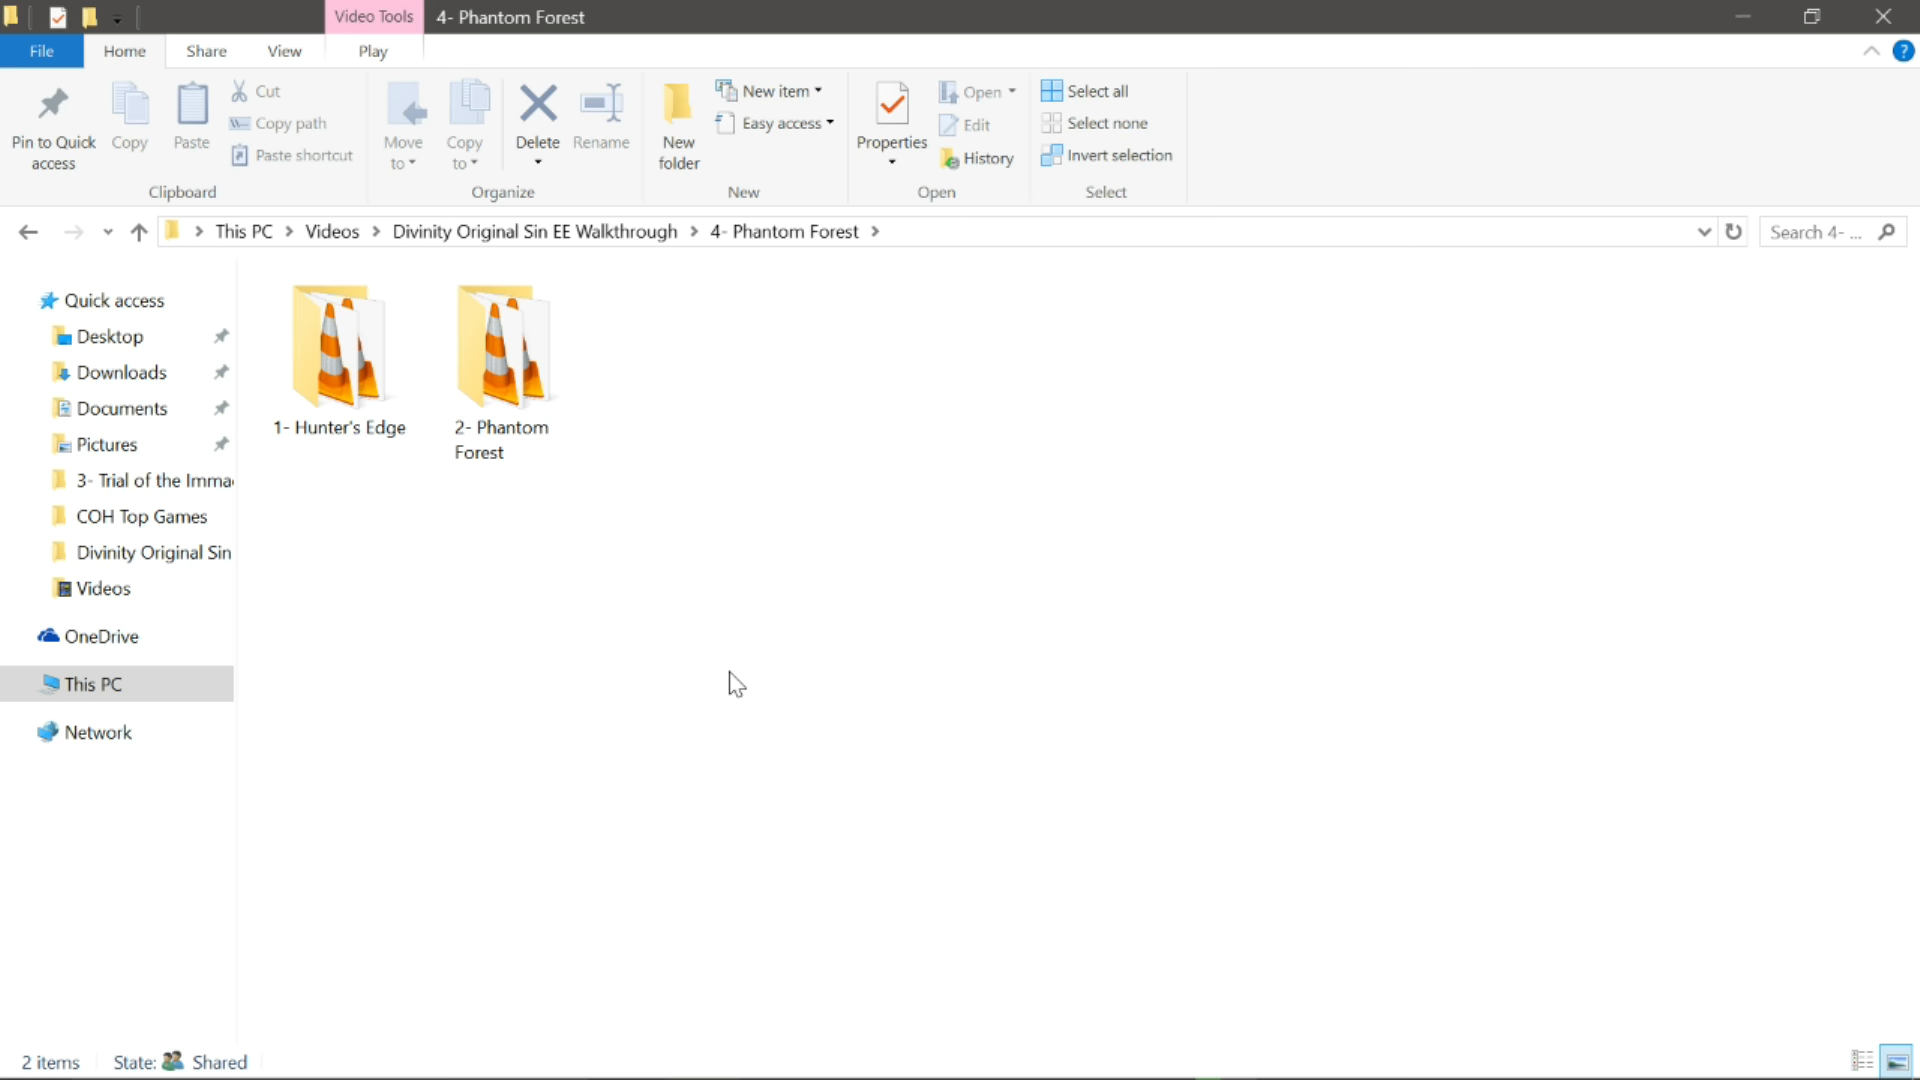 Video Tools 4- Phantom Forest
File Home Share View Play
Pin to Quick access
Copy
Paste
Cut
Copy path
Paste shortcut
Clipboard
Move to
Copy to
Delete
Rename
Organize
New folder
New item
Easy access
New
Properties
Open
Edit
History
Open
Select all
Select none
Invert selection
Select
This PC > Videos > Divinity Original Sin EE Walkthrough > 4- Phantom Forest >
Search 4- ...
Quick access
Desktop
Downloads
Documents
Pictures
3- Trial of the Imma
COH Top Games
Divinity Original Sin
Videos
OneDrive
This PC
Network
1- Hunter's Edge
2- Phantom
Forest
2 items State: Shared